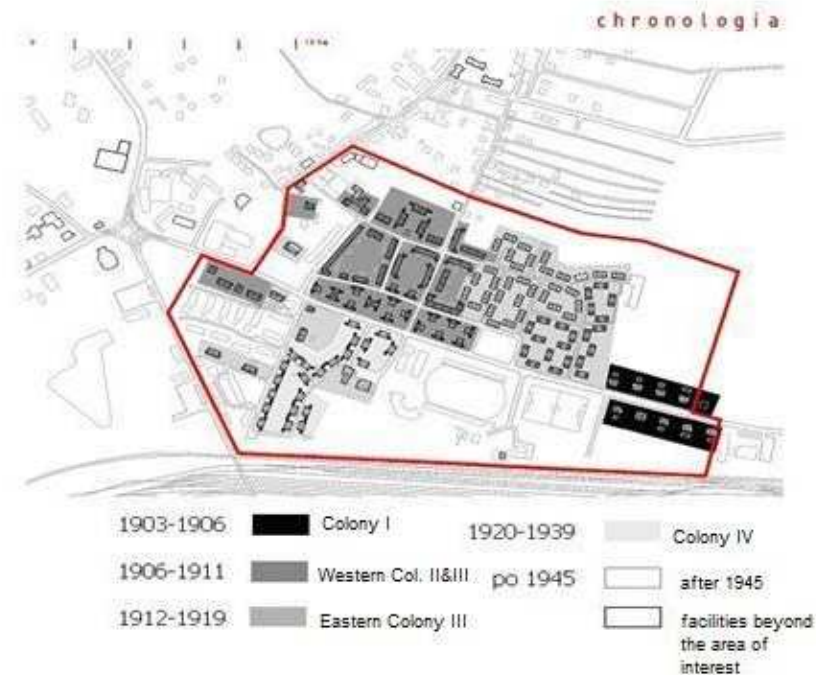 chronologia
1903-1906 Colony I
1906-1911 Western Col. II&III
1912-1919 Eastern Colony III
1920-1939 Colony IV
po 1945 after 1945
facilities beyond
the area of
interest